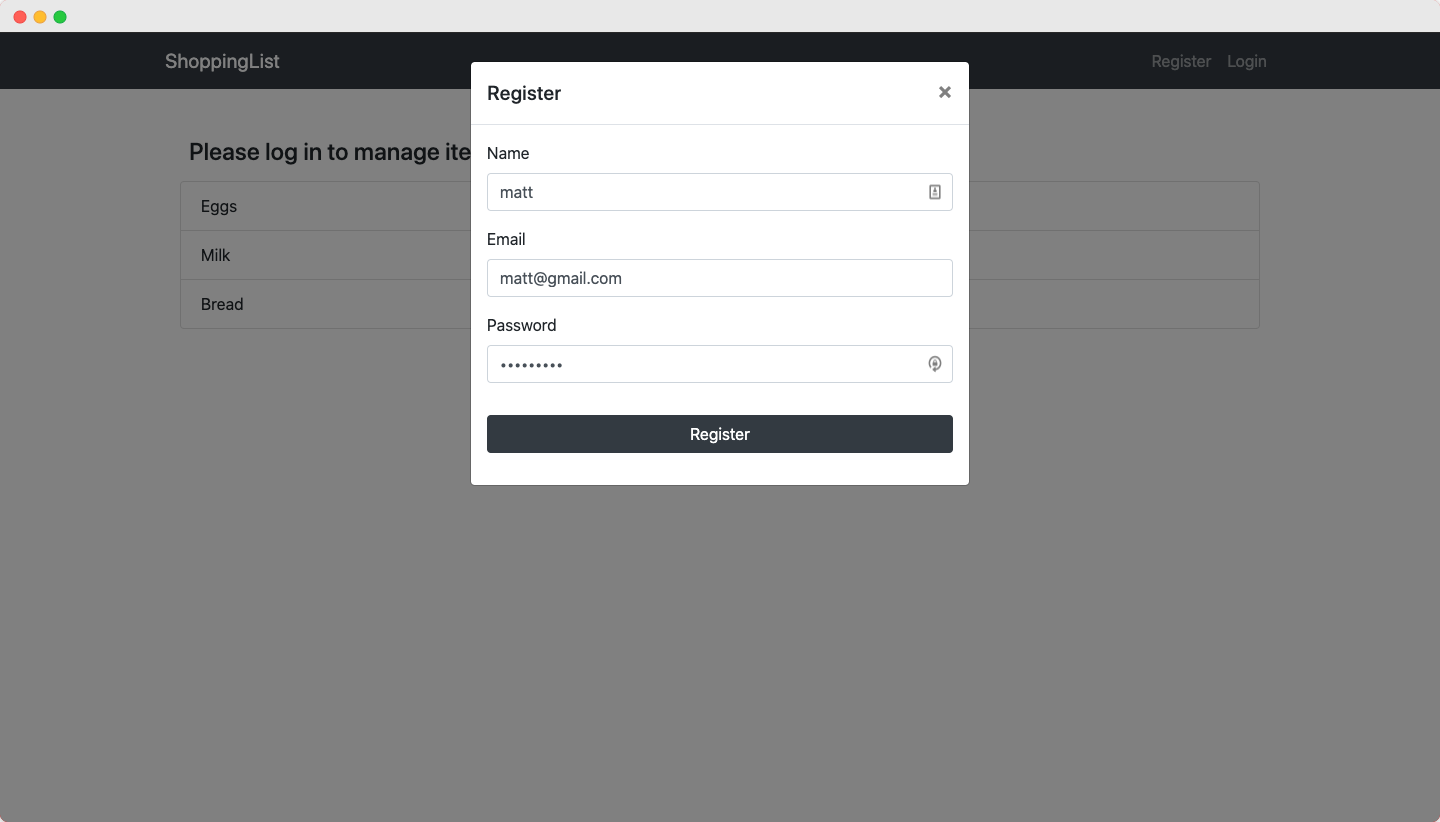 ShoppingList
Register Login
Please log in to manage ite
Eggs
Milk
Bread
Register
×
Name
matt
Email
matt@gmail.com
Password
•••••••••
Register